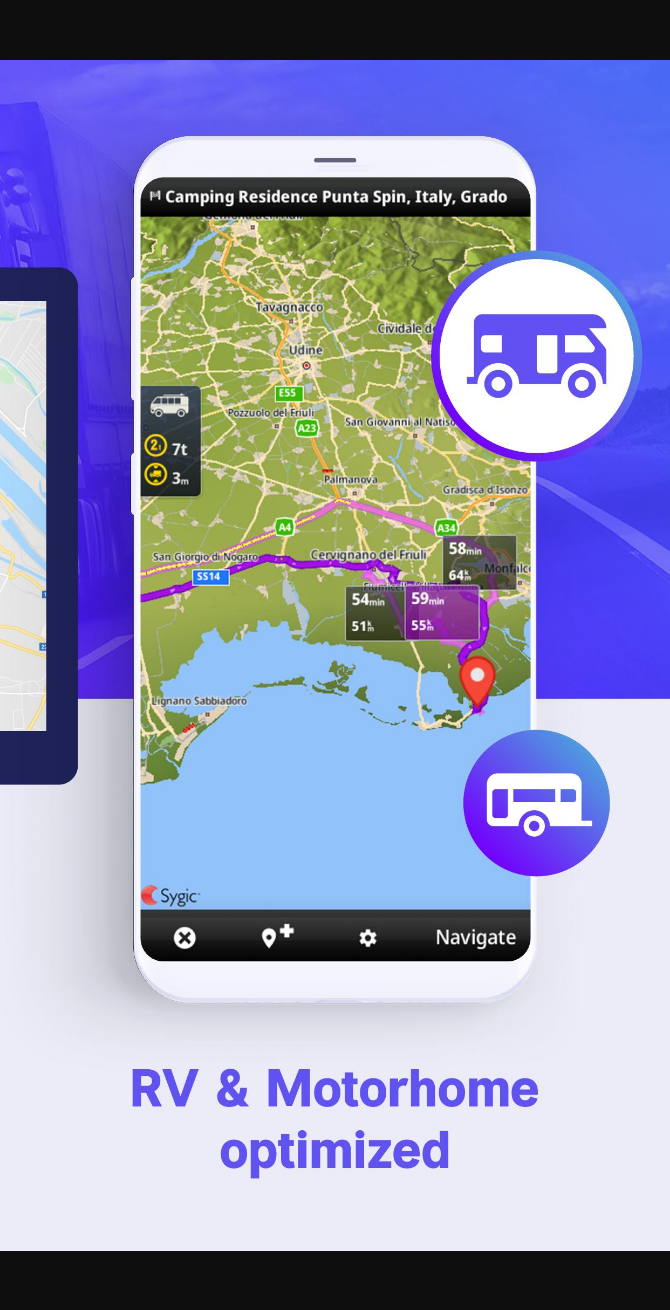 Camping Residence Punta Spin, Italy, Grado
Tavagnacco
Cividale de
Udine
E55
Pozzuolo del Friuli
A23
San Giovanni al Natiso
2
7t
3m
Palmanova
Gradisca d'Isonzo
A4
A34
San Giorgio di Nogaro
Cervignano del Friuli
58min
64km
Monfalc
SS14
54min
51km
59min
55km
Lignano Sabbiadoro
Sygic
Navigate
RV & Motorhome
optimized